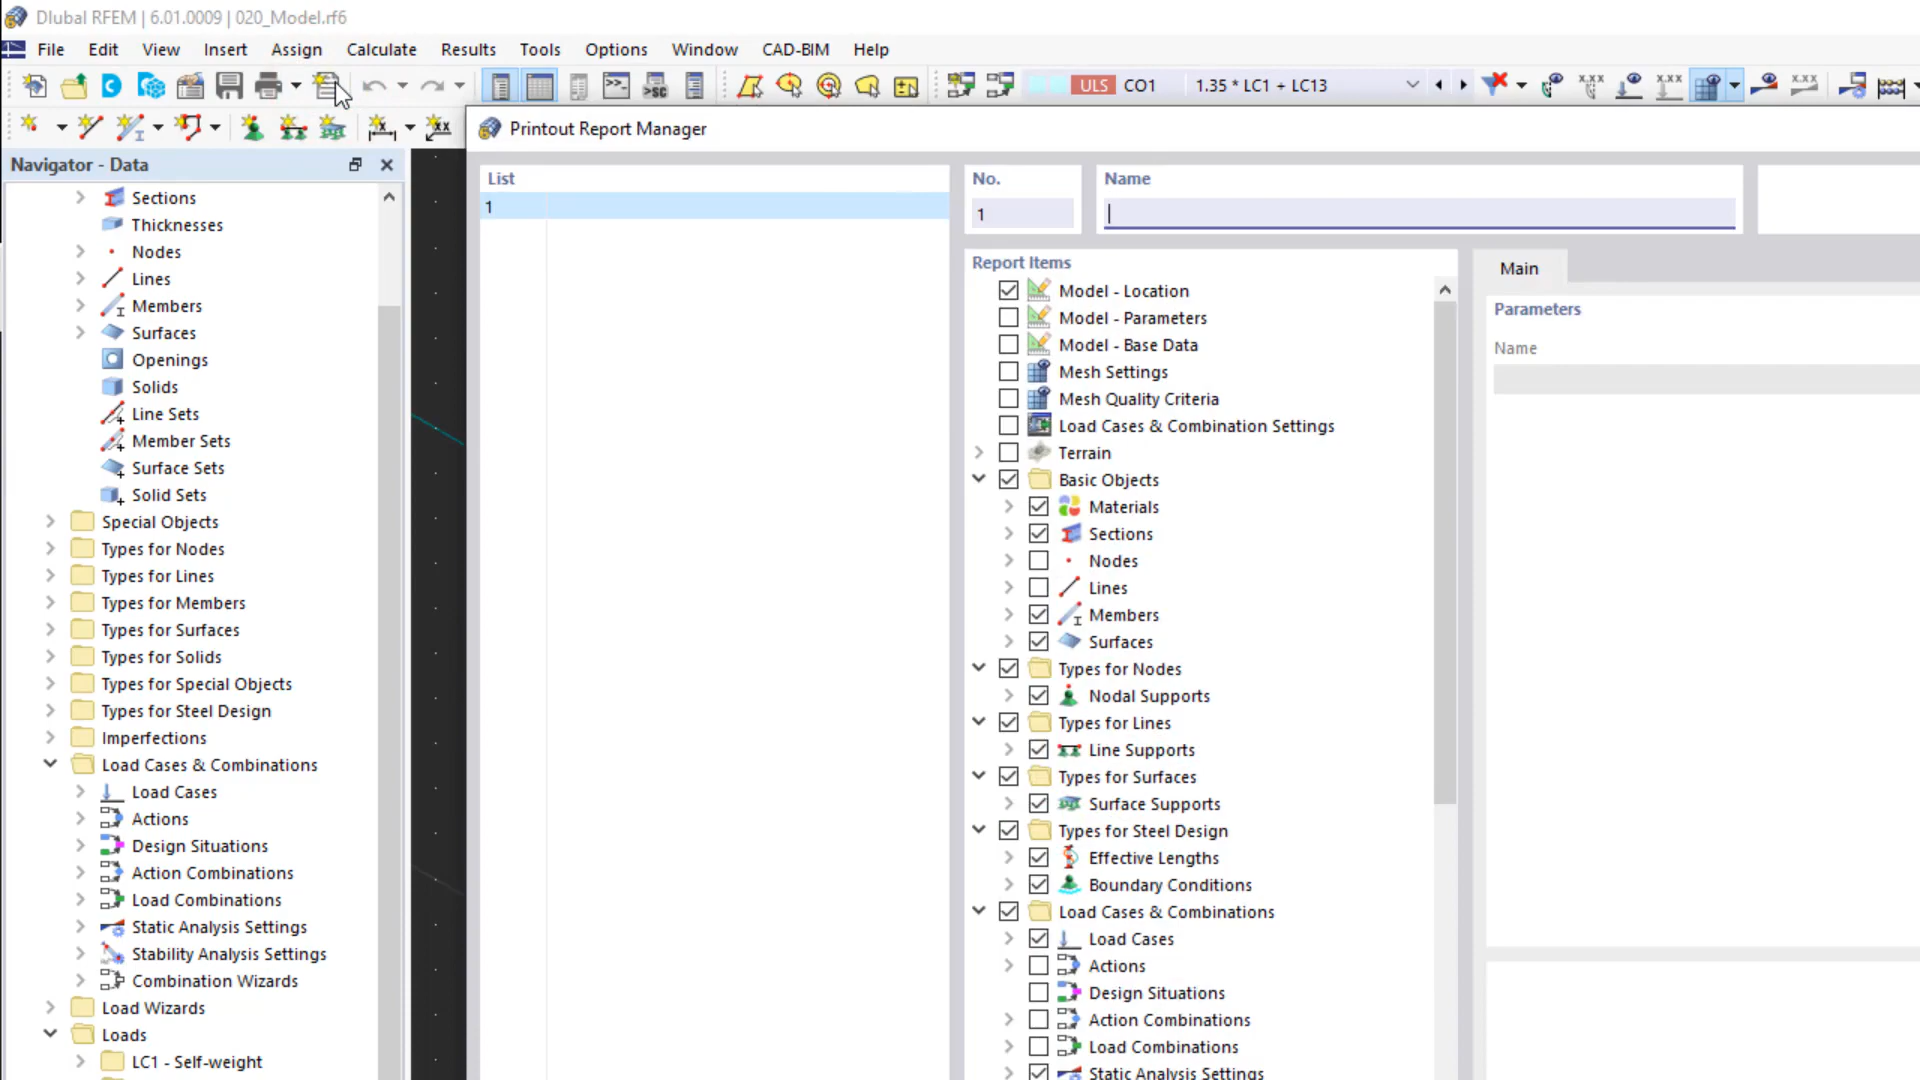 Dlubal RFEM | 6.01.0009 | 020_Model.rf6
File Edit View Insert Assign Calculate Results Tools Options Window CAD-BIM Help
ULS CO1 1.35 * LC1 + LC13
Navigator - Data
Sections
Thicknesses
Nodes
Lines
Members
Surfaces
Openings
Solids
Line Sets
Member Sets
Surface Sets
Solid Sets
Special Objects
Types for Nodes
Types for Lines
Types for Members
Types for Surfaces
Types for Solids
Types for Special Objects
Types for Steel Design
Imperfections
Load Cases & Combinations
Load Cases
Actions
Design Situations
Action Combinations
Load Combinations
Static Analysis Settings
Stability Analysis Settings
Combination Wizards
Load Wizards
Loads
LC1 - Self-weight
Printout Report Manager
List
1
No.
1
Name
Report Items
Model - Location
Model - Parameters
Model - Base Data
Mesh Settings
Mesh Quality Criteria
Load Cases & Combination Settings
Terrain
Basic Objects
Materials
Sections
Nodes
Lines
Members
Surfaces
Types for Nodes
Nodal Supports
Types for Lines
Line Supports
Types for Surfaces
Surface Supports
Types for Steel Design
Effective Lengths
Boundary Conditions
Load Cases & Combinations
Load Cases
Actions
Design Situations
Action Combinations
Load Combinations
Static Analysis Settings
Main
Parameters
Name